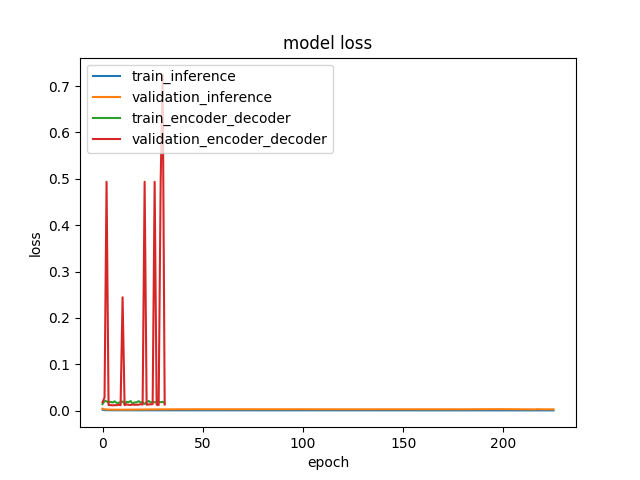 model loss
train_inference
validation_inference
train_encoder_decoder
validation_encoder_decoder
0.7
0.6
0.5
0.4
0.3
0.2
0.1
0.0
loss
0
50
100
150
200
epoch